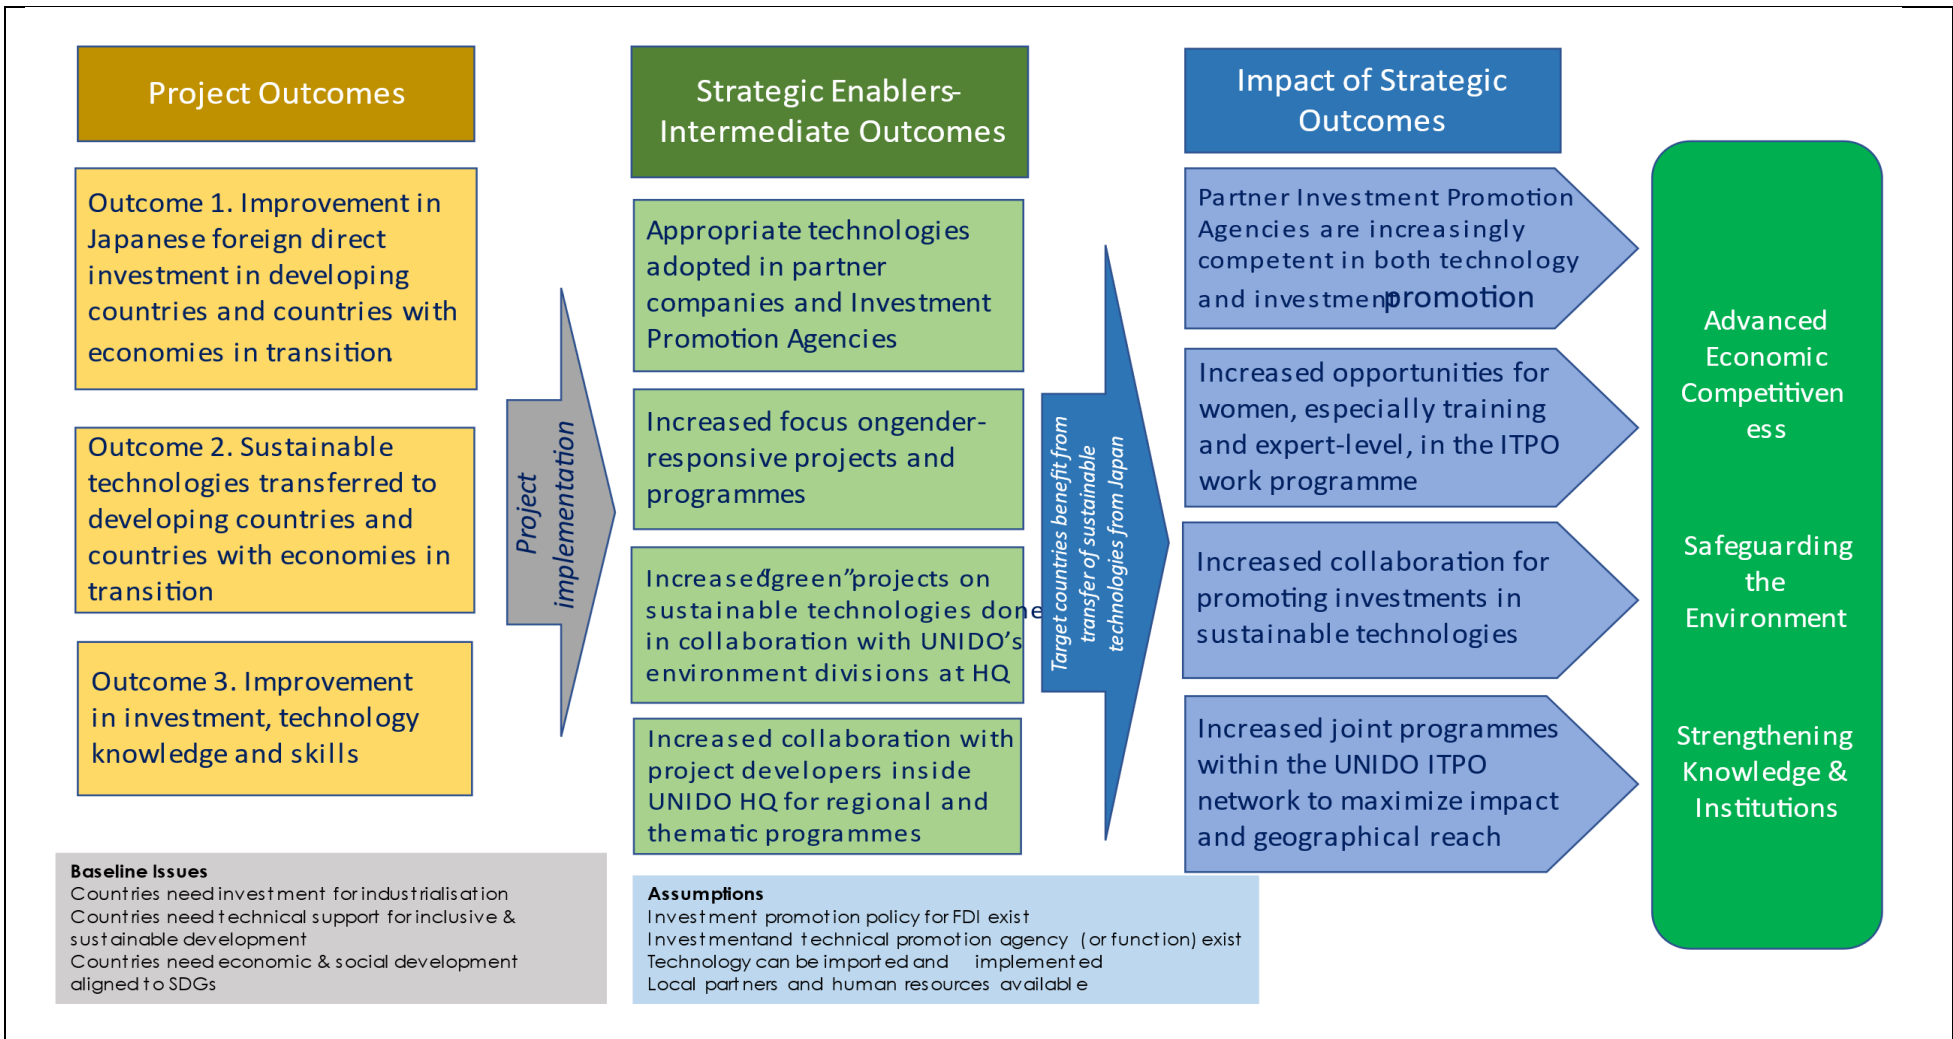 Project Outcomes
Outcome 1. Improvement in
Japanese foreign direct
investment in developing
countries and countries with
economies in transition.
Outcome 2. Sustainable
technologies transferred to
developing countries and
countries with economies in
transition
Outcome 3. Improvement
in investment, technology
knowledge and skills
Baseline Issues
Countries need investment for industrialisation
Countries need technical support for inclusive &
sustainable development
Countries need economic & social development
aligned to SDGs
Project
implementation
Strategic Enablers-
Intermediate Outcomes
Appropriate technologies
adopted in partner
companies and Investment
Promotion Agencies
Increased focus ongender-
responsive projects and
programmes
Increased “green” projects on
sustainable technologies done
in collaboration with UNIDO’s
environment divisions at HQ
Increased collaboration with
project developers inside
UNIDO HQ for regional and
thematic programmes
Assumptions
Investment promotion policy for FDI exist
Investmentand technical promotion agency (or function) exist
Technology can be imported and implemented
Local partners and human resources available
Target countries benefit from
transfer of sustainable
technologies from Japan
Impact of Strategic
Outcomes
Partner Investment Promotion
Agencies are increasingly
competent in both technology
and investment promotion
Increased opportunities for
women, especially training
and expert-level, in the ITPO
work programme
Increased collaboration for
promoting investments in
sustainable technologies
Increased joint programmes
within the UNIDO ITPO
network to maximize impact
and geographical reach
Advanced
Economic
Competitiven
ess
Safeguarding
the
Environment
Strengthening
Knowledge &
Institutions